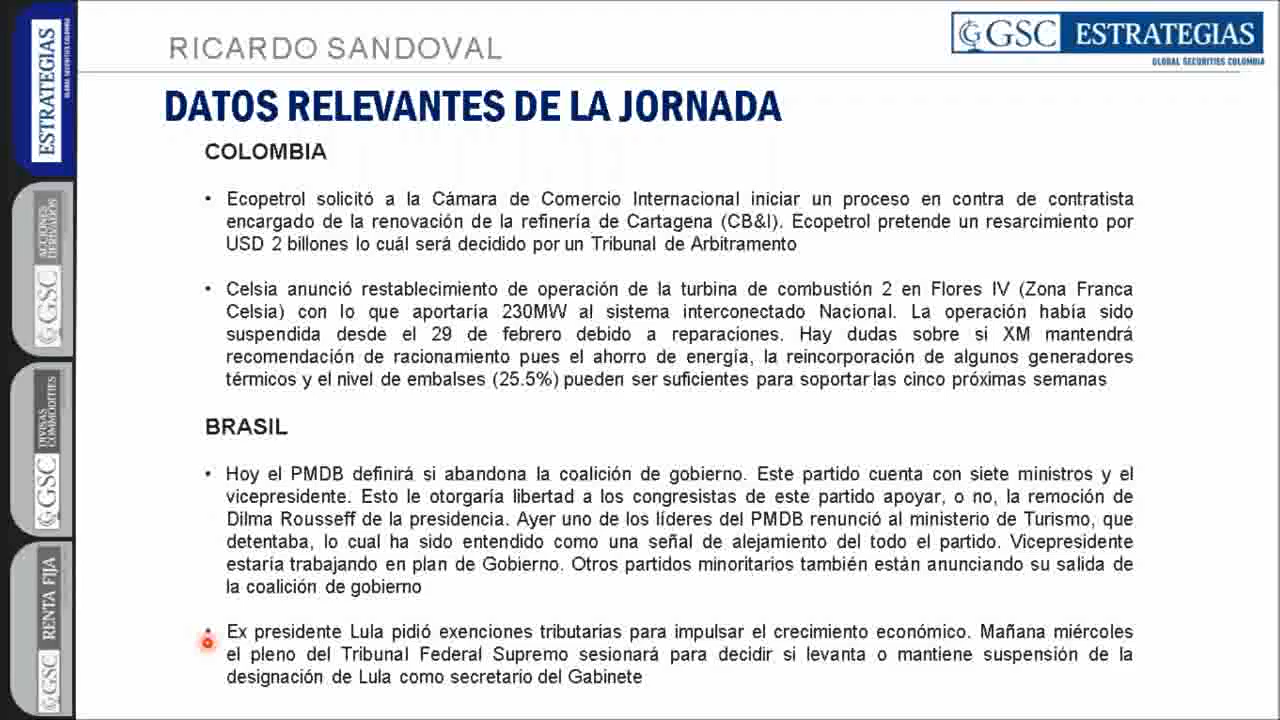 RICARDO SANDOVAL
GSC ESTRATEGIAS
GLOBAL SECURITIES COLOMBIA
DATOS RELEVANTES DE LA JORNADA
COLOMBIA
• Ecopetrol solicitó a la Cámara de Comercio Internacional iniciar un proceso en contra de contratista
encargado de la renovación de la refinería de Cartagena (CB&I). Ecopetrol pretende un resarcimiento por
USD 2 billones lo cuál será decidido por un Tribunal de Arbitramento
• Celsia anunció restablecimiento de operación de la turbina de combustión 2 en Flores IV (Zona Franca
Celsia) con lo que aportaría 230MW al sistema interconectado Nacional. La operación había sido
suspendida desde el 29 de febrero debido a reparaciones. Hay dudas sobre si XM mantendrá
recomendación de racionamiento pues el ahorro de energía, la reincorporación de algunos generadores
térmicos y el nivel de embalses (25.5%) pueden ser suficientes para soportar las cinco próximas semanas
BRASIL
• Hoy el PMDB definirá si abandona la coalición de gobierno. Este partido cuenta con siete ministros y el
vicepresidente. Esto le otorgaría libertad a los congresistas de este partido apoyar, o no, la remoción de
Dilma Rousseff de la presidencia. Ayer uno de los líderes del PMDB renunció al ministerio de Turismo, que
detentaba, lo cual ha sido entendido como una señal de alejamiento del todo el partido. Vicepresidente
estaría trabajando en plan de Gobierno. Otros partidos minoritarios también están anunciando su salida de
la coalición de gobierno
• Ex presidente Lula pidió exenciones tributarias para impulsar el crecimiento económico. Mañana miércoles
el pleno del Tribunal Federal Supremo sesionará para decidir si levanta o mantiene suspensión de la
designación de Lula como secretario del Gabinete
ESTRATEGIAS
GLOBAL SECURITIES COLOMBIA
GSC
ACCIONES
DERIVADOS
GSC
DIVISAS
COMMODITIES
GSC
RENTA FIJA